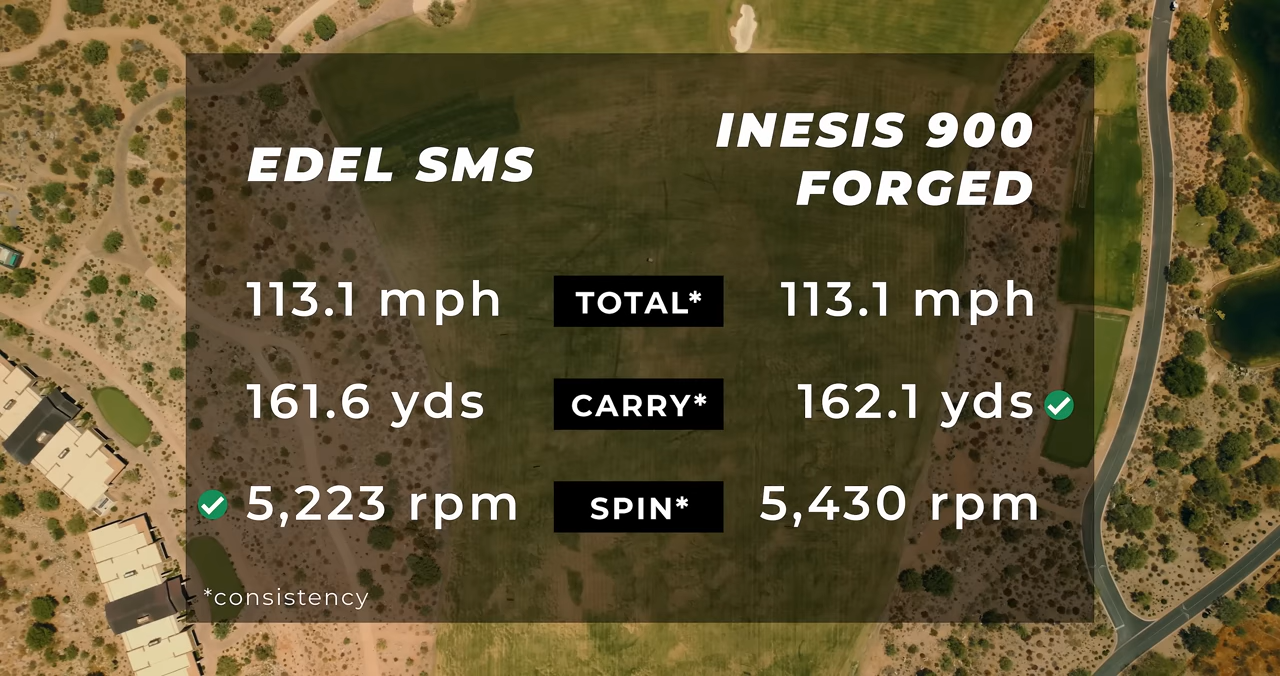 EDEL SMS
INESIS 900
FORGED
113.1 mph TOTAL* 113.1 mph
161.6 yds CARRY* 162.1 yds
5,223 rpm SPIN* 5,430 rpm
*consistency